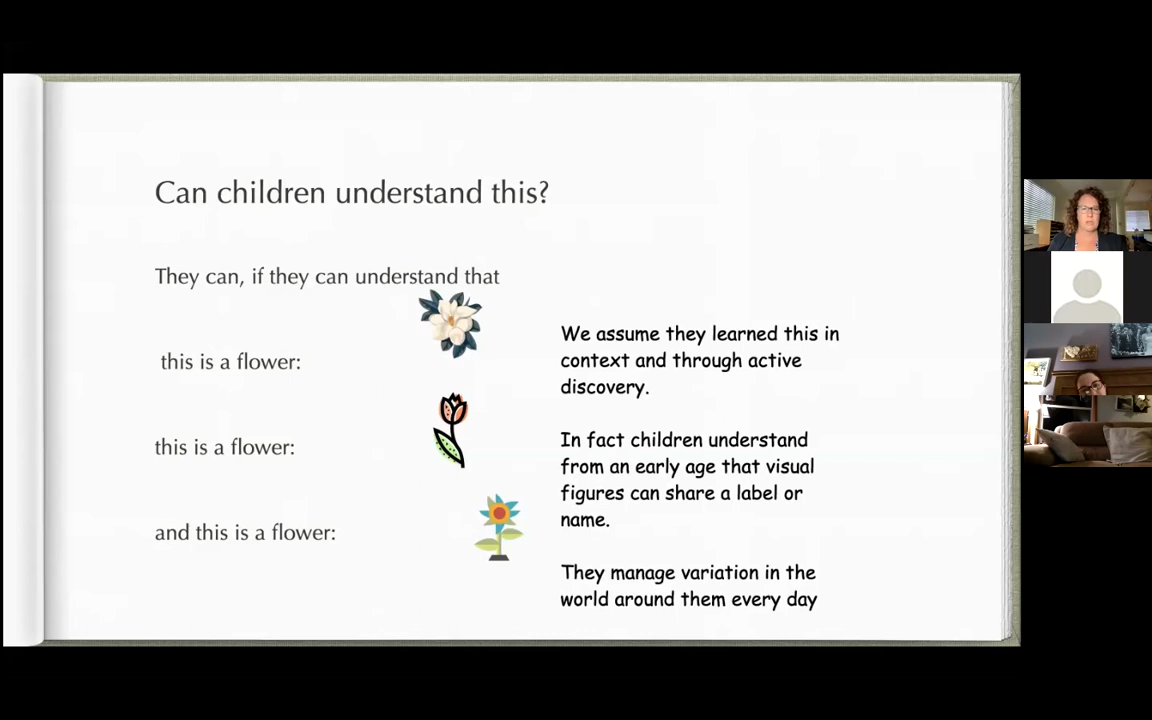 Can children understand this?
They can, if they can understand that
this is a flower:
this is a flower:
and this is a flower:
We assume they learned this in
context and through active
discovery.
In fact children understand
from an early age that visual
figures can share a label or
name.
They manage variation in the
world around them every day